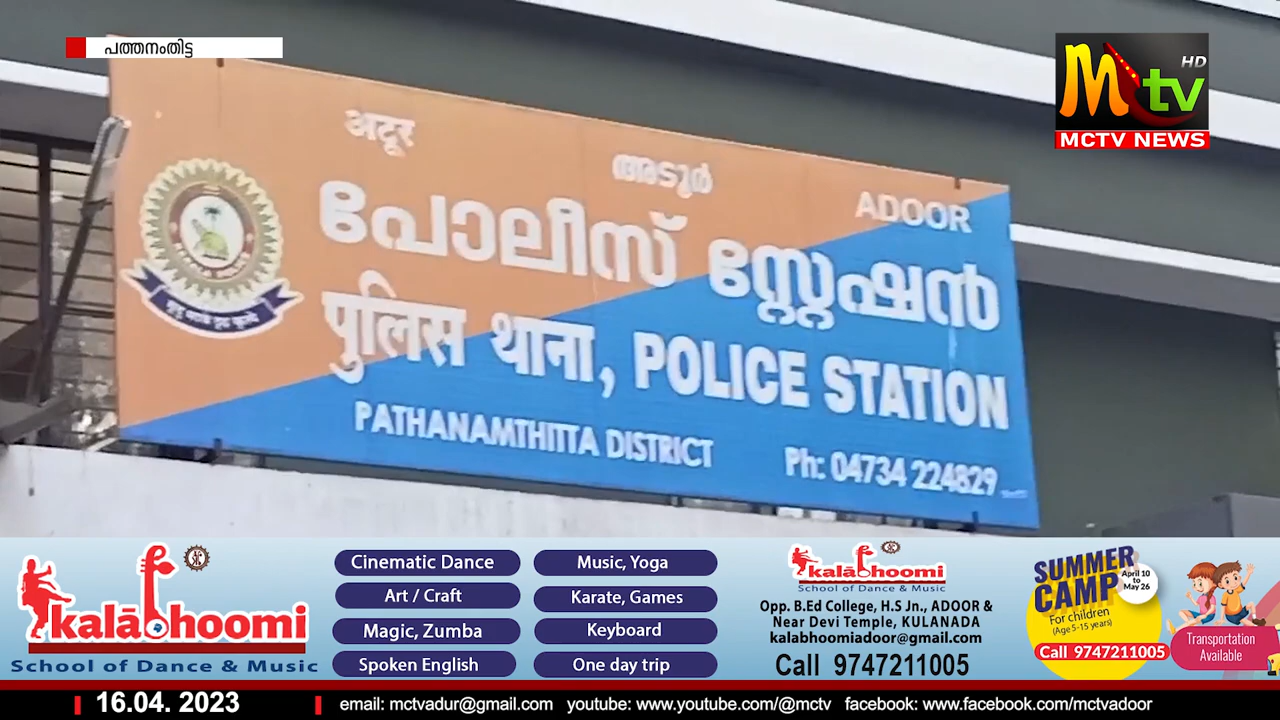 പത്തനംതിട്ട
HD
Mctv
MCTV NEWS
अटूर
അടൂർ
ADOOR
പോലീസ് സ്റ്റേഷൻ
पुलिस थाना, POLICE STATION
PATHANAMTHITTA DISTRICT
Ph: 04734 224829
kalābhoomi
School of Dance & Music
Cinematic Dance
Music, Yoga
Art / Craft
Karate, Games
Magic, Zumba
Keyboard
Spoken English
One day trip
kalabhoomi
School of Dance & Music
Opp. B.Ed College, H.S Jn., ADOOR &
Near Devi Temple, KULANADA
kalabhoomiadoor@gmail.com
Call 9747211005
SUMMER
CAMP
April 10
to
May 26
For children
(Age 5-15 years)
Call 9747211005
Transportation
Available
16.04. 2023
email: mctvadur@gmail.com youtube: www.youtube.com/@mctv facebook: www.facebook.com/mctvadoor